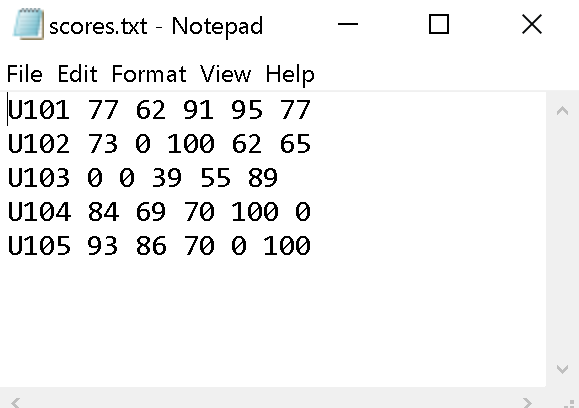 scores.txt - Notepad
File Edit Format View Help
U101 77 62 91 95 77
U102 73 0 100 62 65
U103 0 0 39 55 89
U104 84 69 70 100 0
U105 93 86 70 0 100